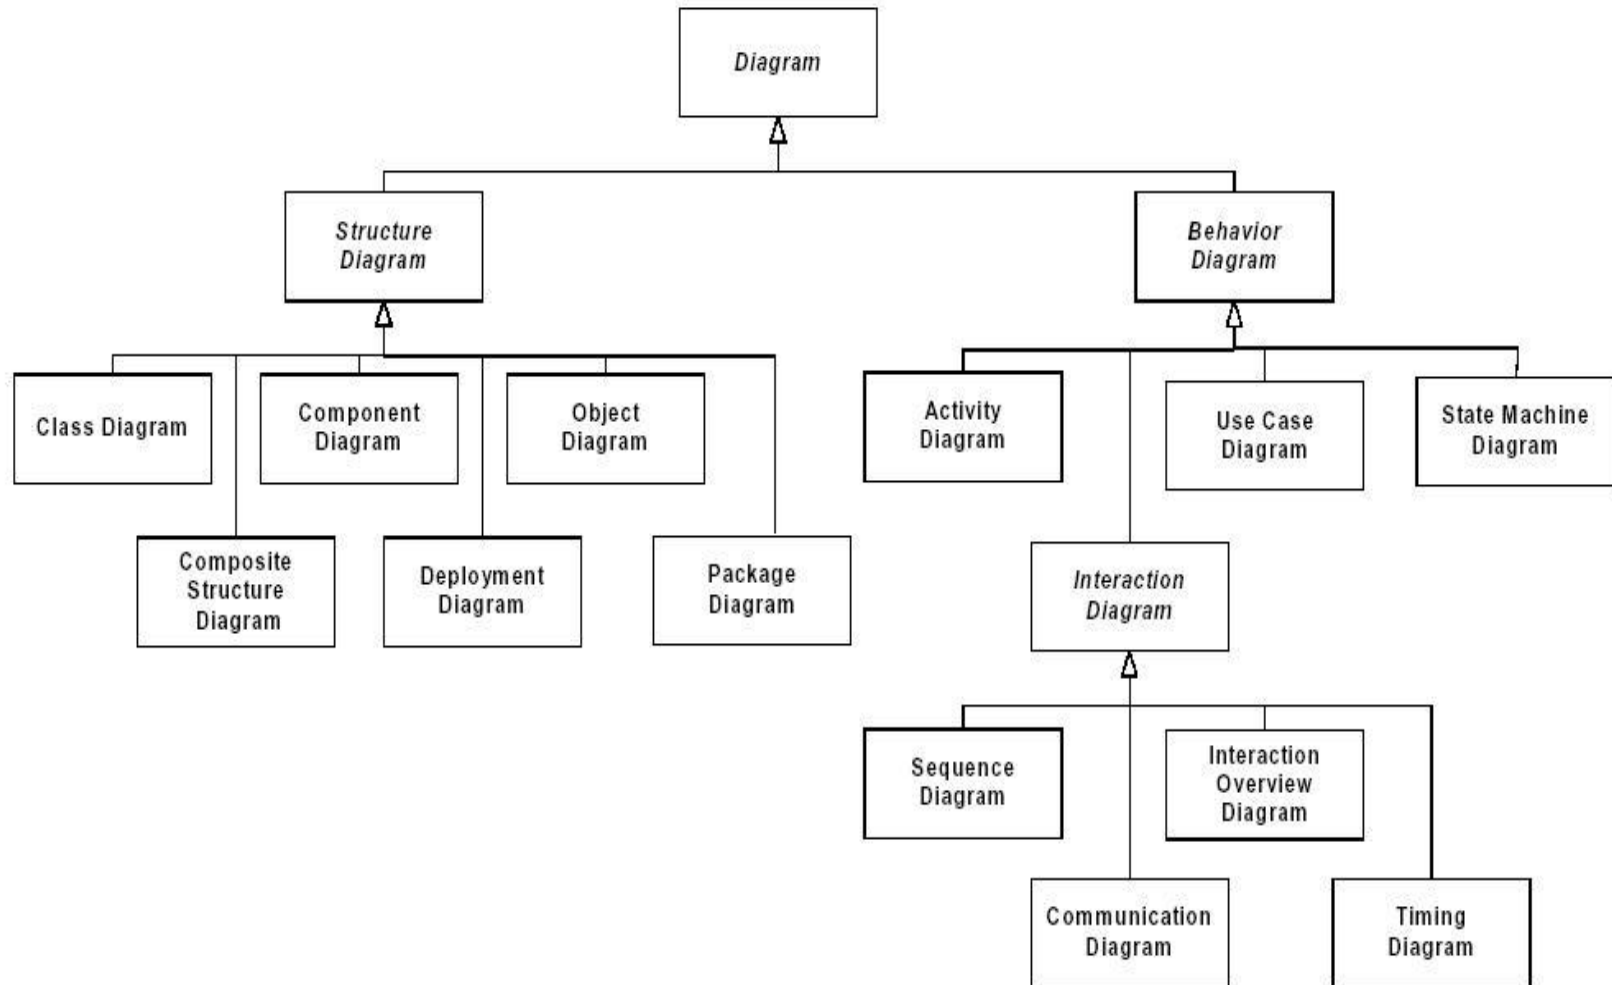 Diagram
Structure
Diagram
Behavior
Diagram
Class Diagram
Component
Diagram
Object
Diagram
Activity
Diagram
Use Case
Diagram
State Machine
Diagram
Composite
Structure
Diagram
Deployment
Diagram
Package
Diagram
Interaction
Diagram
Sequence
Diagram
Interaction
Overview
Diagram
Communication
Diagram
Timing
Diagram